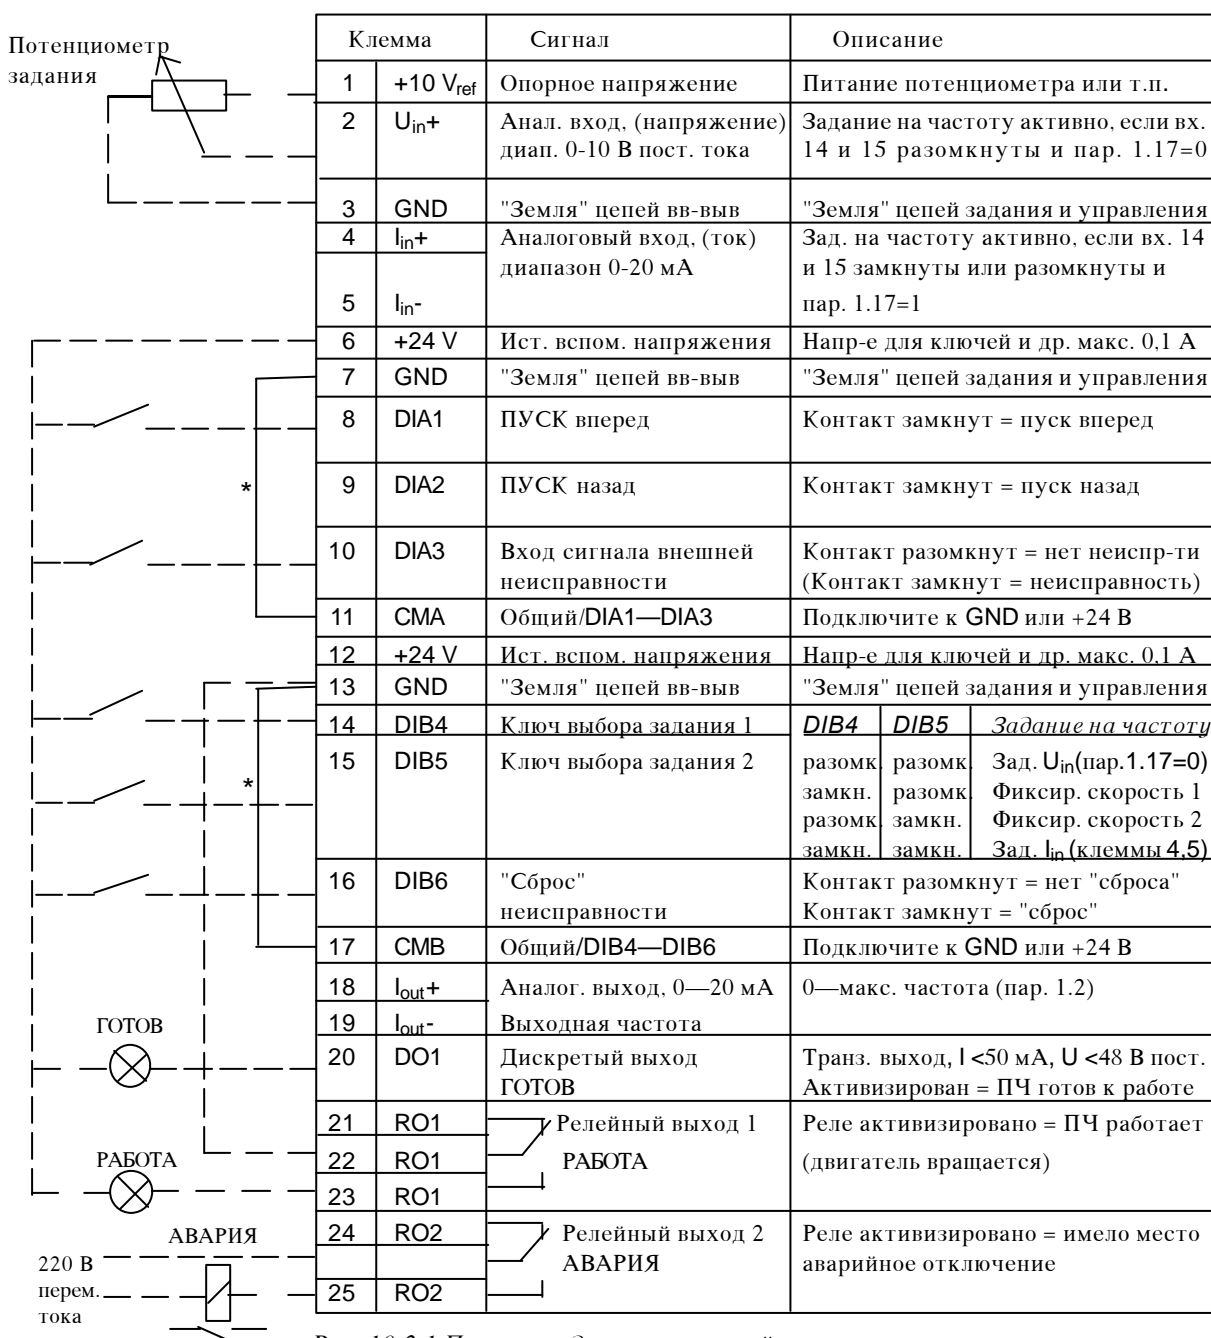 Потенциометр
задания
Клемма Сигнал Описание
1 +10 Vref Опорное напряжение Питание потенциометра или т.п.
2 Uin+ Анал. вход, (напряжение) Задание на частоту активно, если вх.
диап. 0-10 В пост. тока 14 и 15 разомкнуты и пар. 1.17=0
3 GND "Земля" цепей вв-выв "Земля" цепей задания и управления
4 Iin+ Аналоговый вход, (ток) Зад. на частоту активно, если вх. 14
диапазон 0-20 мА и 15 замкнуты или разомкнуты и
5 Iin- пар. 1.17=1
6 +24 V Ист. вспом. напряжения Напр-е для ключей и др. макс. 0,1 А
7 GND "Земля" цепей вв-выв "Земля" цепей задания и управления
8 DIA1 ПУСК вперед Контакт замкнут = пуск вперед
* 9 DIA2 ПУСК назад Контакт замкнут = пуск назад
10 DIA3 Вход сигнала внешней Контакт разомкнут = нет неиспр-ти
неисправности (Контакт замкнут = неисправность)
11 CMA Общий/DIA1—DIA3 Подключите к GND или +24 В
12 +24 V Ист. вспом. напряжения Напр-е для ключей и др. макс. 0,1 А
13 GND "Земля" цепей вв-выв "Земля" цепей задания и управления
14 DIB4 Ключ выбора задания 1 DIB4 DIB5 Задание на частоту
15 DIB5 Ключ выбора задания 2 разомк. разомк. Зад. Uin(пар.1.17=0)
* замкн. разомк. Фиксир. скорость 1
разомк. замкн. Фиксир. скорость 2
замкн. замкн. Зад. Iin (клеммы 4,5)
16 DIB6 "Сброс" Контакт разомкнут = нет "сброса"
неисправности Контакт замкнут = "сброс"
17 CMB Общий/DIB4—DIB6 Подключите к GND или +24 В
18 Iout+ Аналог. выход, 0—20 мА 0—макс. частота (пар. 1.2)
19 Iout- Выходная частота
ГОТОВ
20 DO1 Дискретый выход Транз. выход, I <50 мА, U <48 В пост.
ГОТОВ Активизирован = ПЧ готов к работе
21 RO1 Релейный выход 1 Реле активизировано = ПЧ работает
РАБОТА 22 RO1 РАБОТА (двигатель вращается)
23 RO1
АВАРИЯ 24 RO2 Релейный выход 2 Реле активизировано = имело место
220 В АВАРИЯ аварийное отключение
перем. 25 RO2
тока